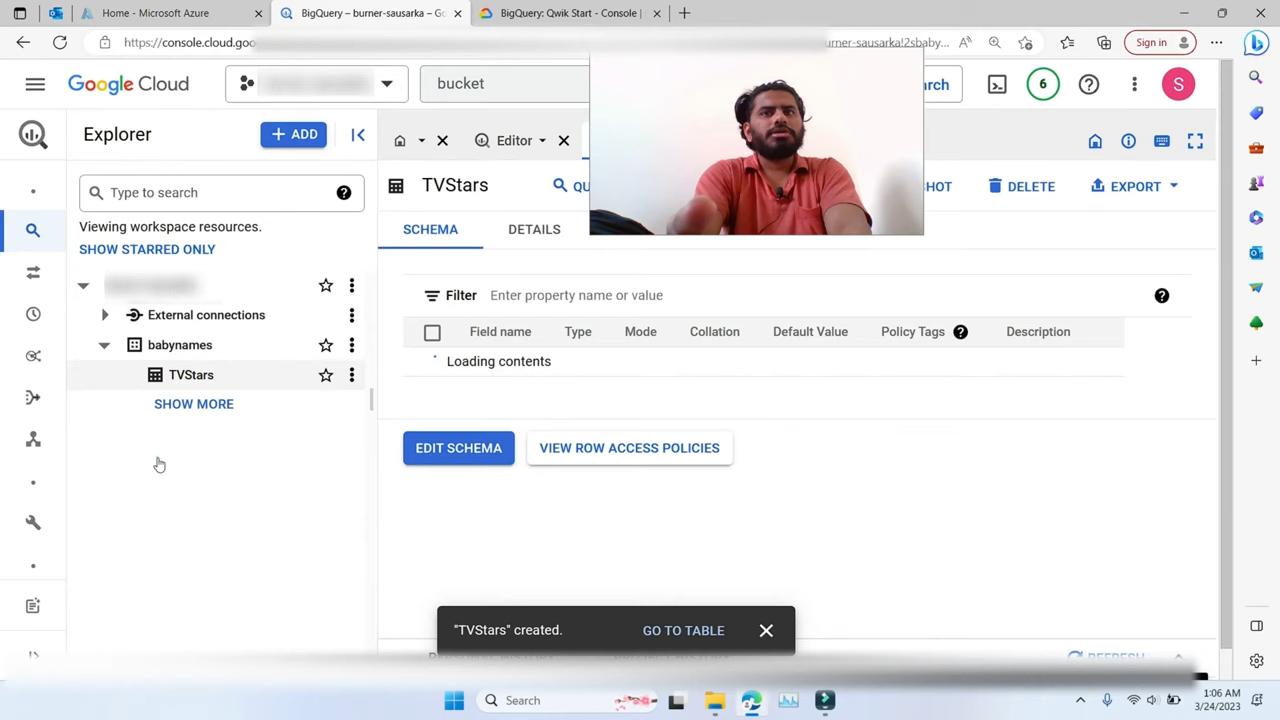 Home - Microsoft Azure
BigQuery – burner-sausarka – Go
BigQuery: Qwik Start - Console |
https://console.cloud.goo
urner-sausarka!2sbaby...
Sign in
Google Cloud
bucket
rch
6
S
Explorer
+ ADD
Editor
Type to search
TVStars
QU
SHOT
DELETE
EXPORT
Viewing workspace resources.
SHOW STARRED ONLY
SCHEMA
DETAILS
External connections
babynames
TVStars
SHOW MORE
Filter
Enter property name or value
Field name
Type
Mode
Collation
Default Value
Policy Tags
Description
Loading contents
EDIT SCHEMA
VIEW ROW ACCESS POLICIES
"TVStars" created.
GO TO TABLE
REFRESH
Search
1:06 AM
3/24/2023